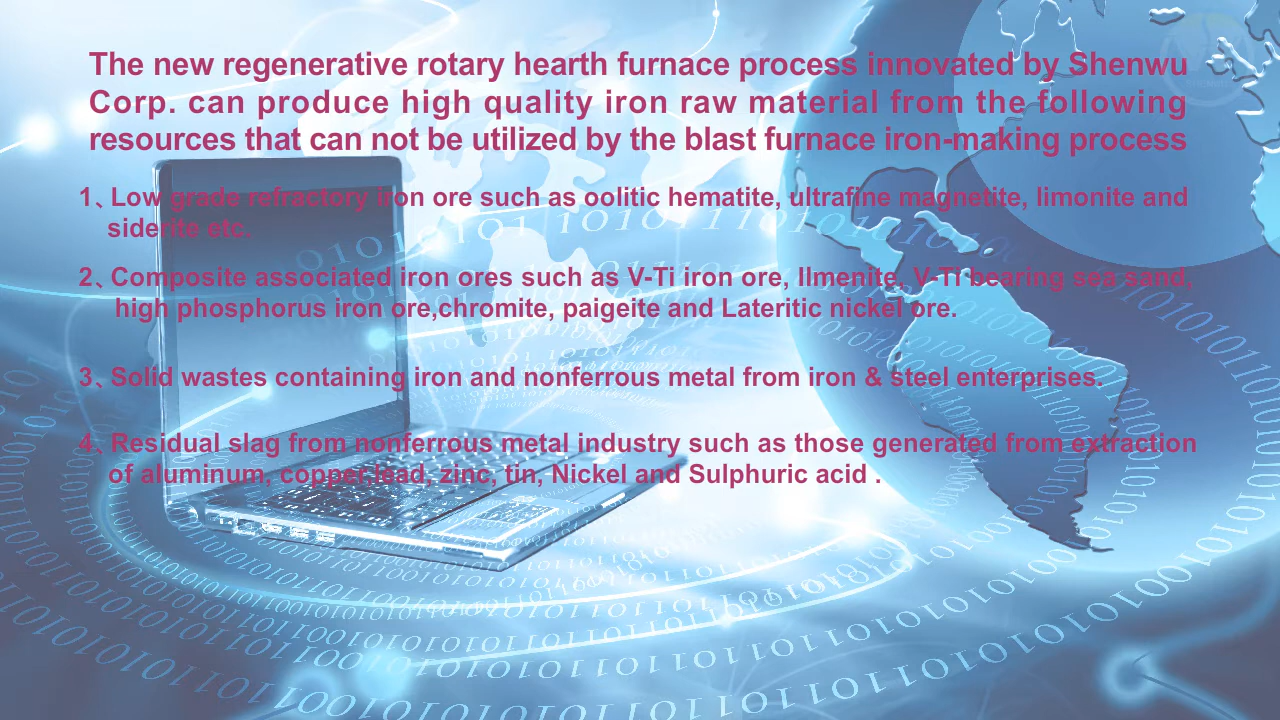 The new regenerative rotary hearth furnace process innovated by Shenwu
Corp. can produce high quality iron raw material from the following
resources that can not be utilized by the blast furnace iron-making process
1、Low grade refractory iron ore such as oolitic hematite, ultrafine magnetite, limonite and
siderite etc.
2、Composite associated iron ores such as V-Ti iron ore, Ilmenite, V-Ti bearing sea sand,
high phosphorus iron ore,chromite, paigeite and Lateritic nickel ore.
3、Solid wastes containing iron and nonferrous metal from iron & steel enterprises.
4、Residual slag from nonferrous metal industry such as those generated from extraction
of aluminum, copper,lead, zinc, tin, Nickel and Sulphuric acid .